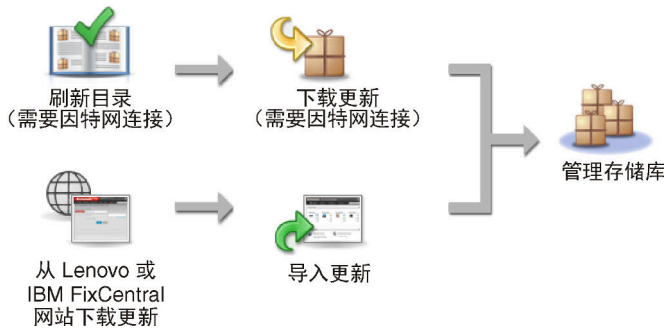 刷新目录
（需要因特网连接）
下载更新
（需要因特网连接）
管理存储库
从 Lenovo 或
IBM FixCentral
网站下载更新
导入更新